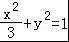 x²/3 + y² = 1